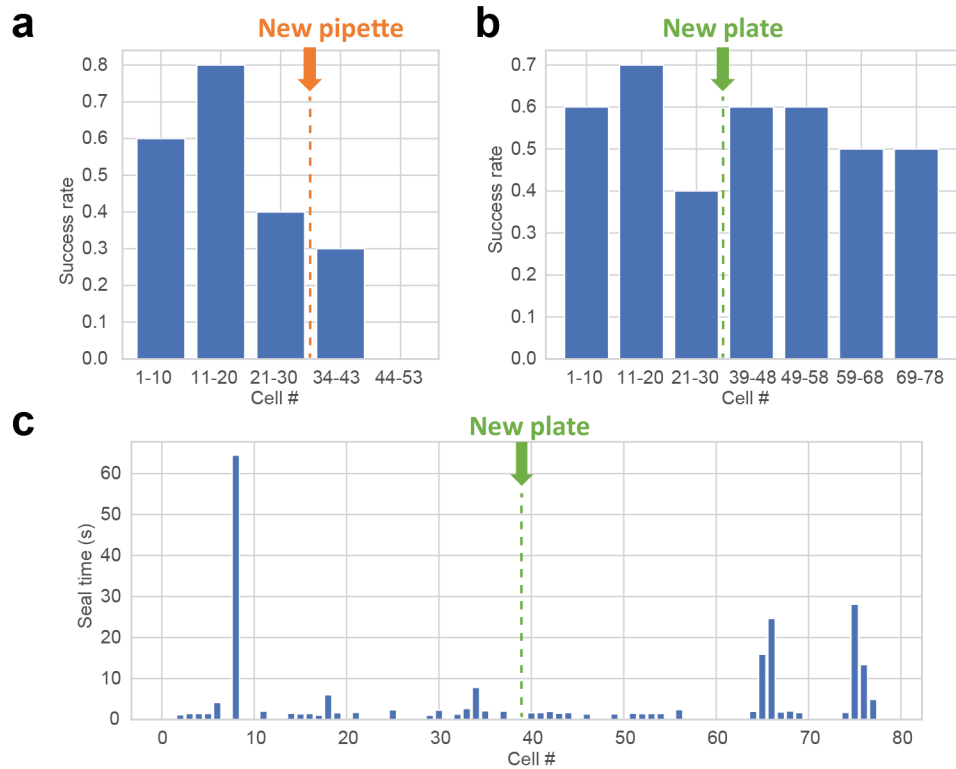 a
New pipette
0.8
0.7
0.6
0.5
0.4
0.3
0.2
0.1
0.0
Success rate
1-10 11-20 21-30 34-43 44-53
Cell #
b
New plate
0.7
0.6
0.5
0.4
0.3
0.2
0.1
0.0
Success rate
1-10 11-20 21-30 39-48 49-58 59-68 69-78
Cell #
c
New plate
60
50
40
30
20
10
0
Seal time (s)
0 10 20 30 40 50 60 70 80
Cell #